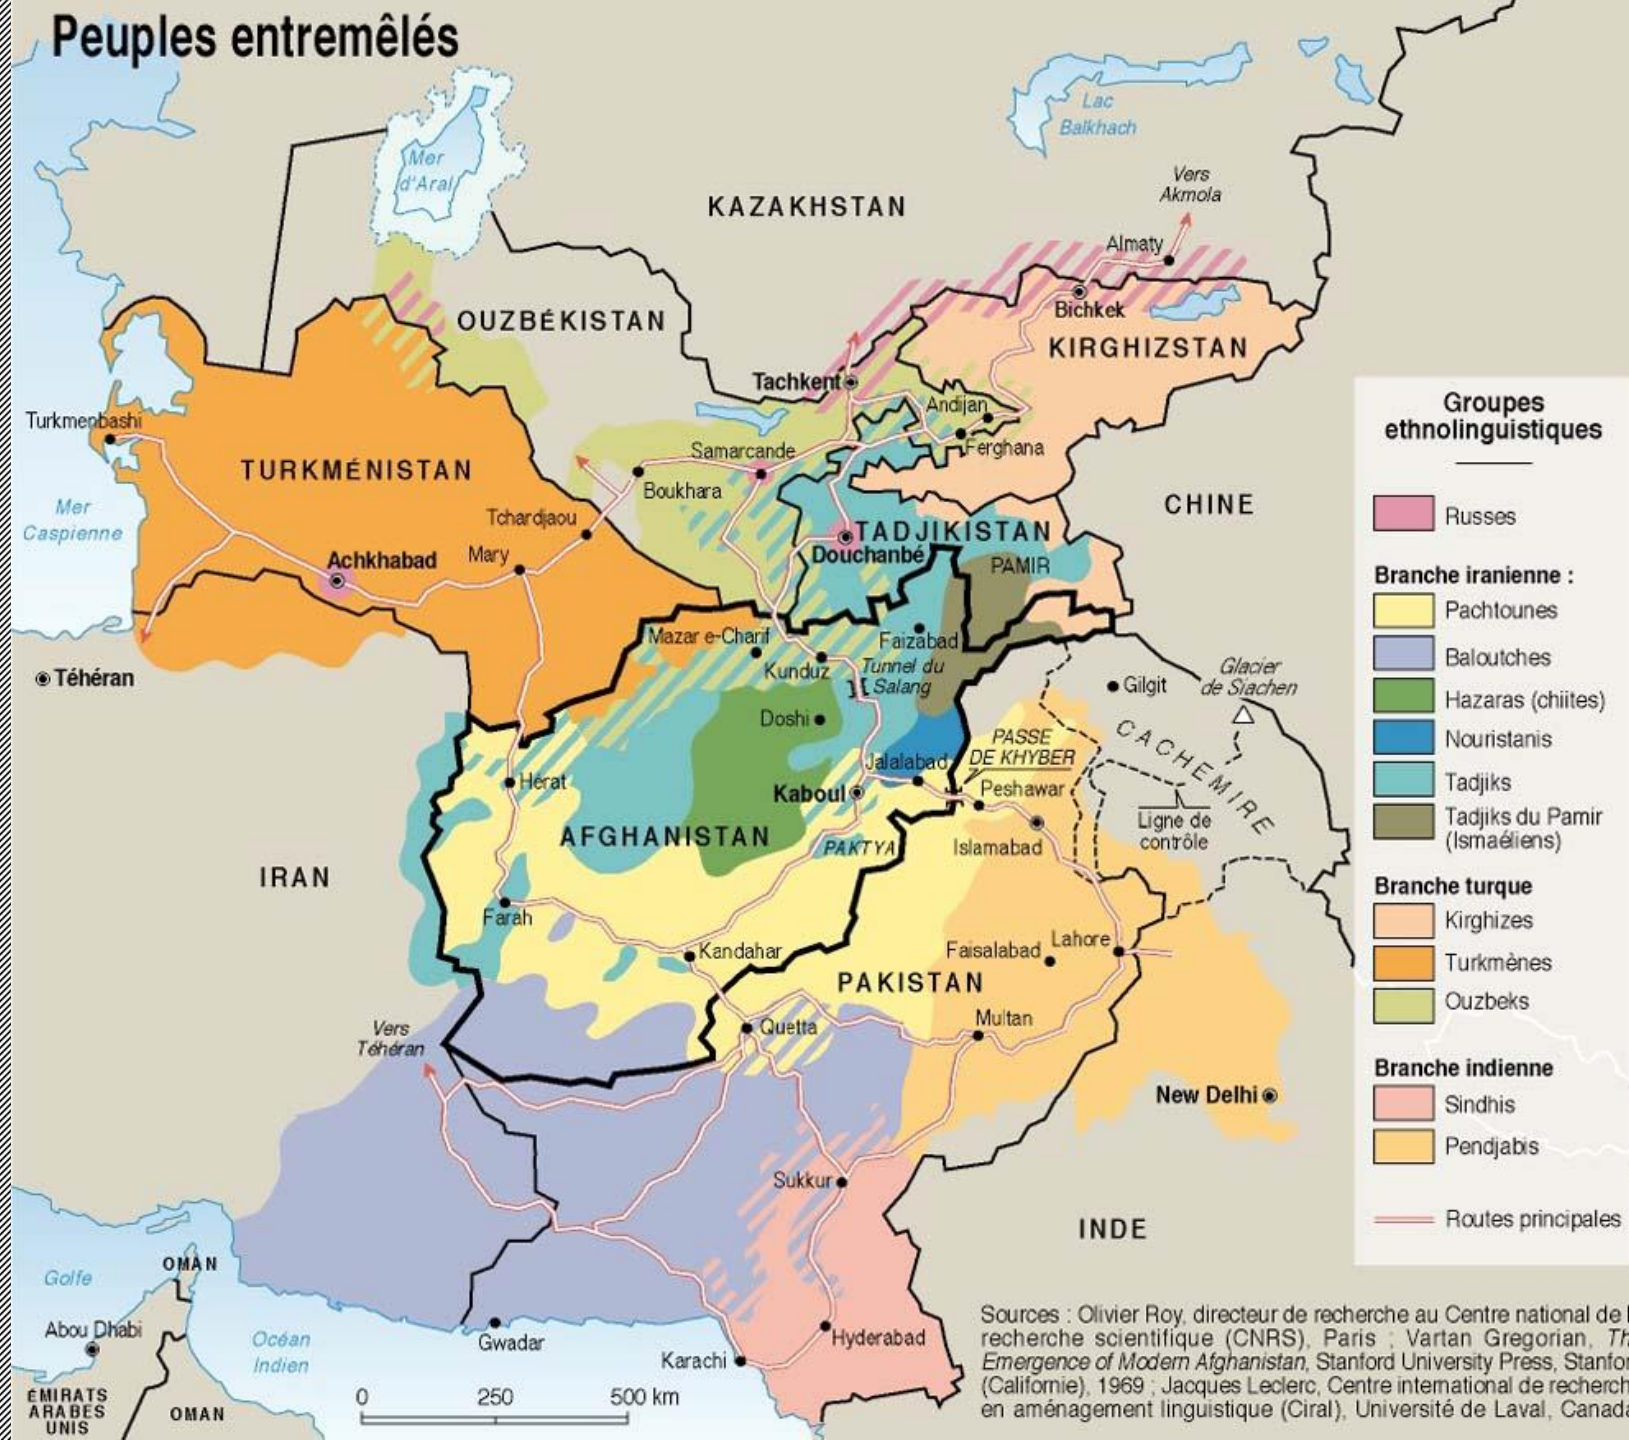 Peuples entremêlés
Lac
Balkhach
Mer
d'Aral
Vers
Akmola
KAZAKHSTAN
Almaty
Bichkek
OUZBÉKISTAN
KIRGHIZSTAN
Tachkent
Andijan
Ferghana
Turkmenbashi
Samarcande
Boukhara
TURKMÉNISTAN
Mer
Caspienne
Tchardjaou
CHINE
TADJIKISTAN
Douchanbé
Achkhabad
Mary
PAMIR
Mazar e-Charif
Faizabad
Kunduz
Tunnel du
Salang
Téhéran
Gilgit
Glacier
de Siachen
Doshi
CACHEMIRE
PASSE
DE KHYBER
Jalalabad
Hérat
Kaboul
Peshawar
AFGHANISTAN
PAKTYA
Islamabad
Ligne de
contrôle
IRAN
Farah
Kandahar
Faisalabad
Lahore
PAKISTAN
Vers
Téhéran
Quetta
Multan
New Delhi
Sukkur
INDE
OMAN
Golfe
Abou Dhabi
Océan
Indien
Gwadar
Karachi
Hyderabad
ÉMIRATS
ARABES
UNIS
OMAN
0 250 500 km
Groupes
ethnolinguistiques
Russes
Branche iranienne :
Pachtounes
Baloutches
Hazaras (chiites)
Nouristanis
Tadjiks
Tadjiks du Pamir
(Ismaéliens)
Branche turque
Kirghizes
Turkmènes
Ouzbeks
Branche indienne
Sindhis
Pendjabis
Routes principales
Sources : Olivier Roy, directeur de recherche au Centre national de
recherche scientifique (CNRS), Paris ; Vartan Gregorian,
Emergence of Modern Afghanistan, Stanford University Press,
(Californie), 1969 ; Jacques Leclerc, Centre international de
en aménagement linguistique (Ciral), Université de Laval,